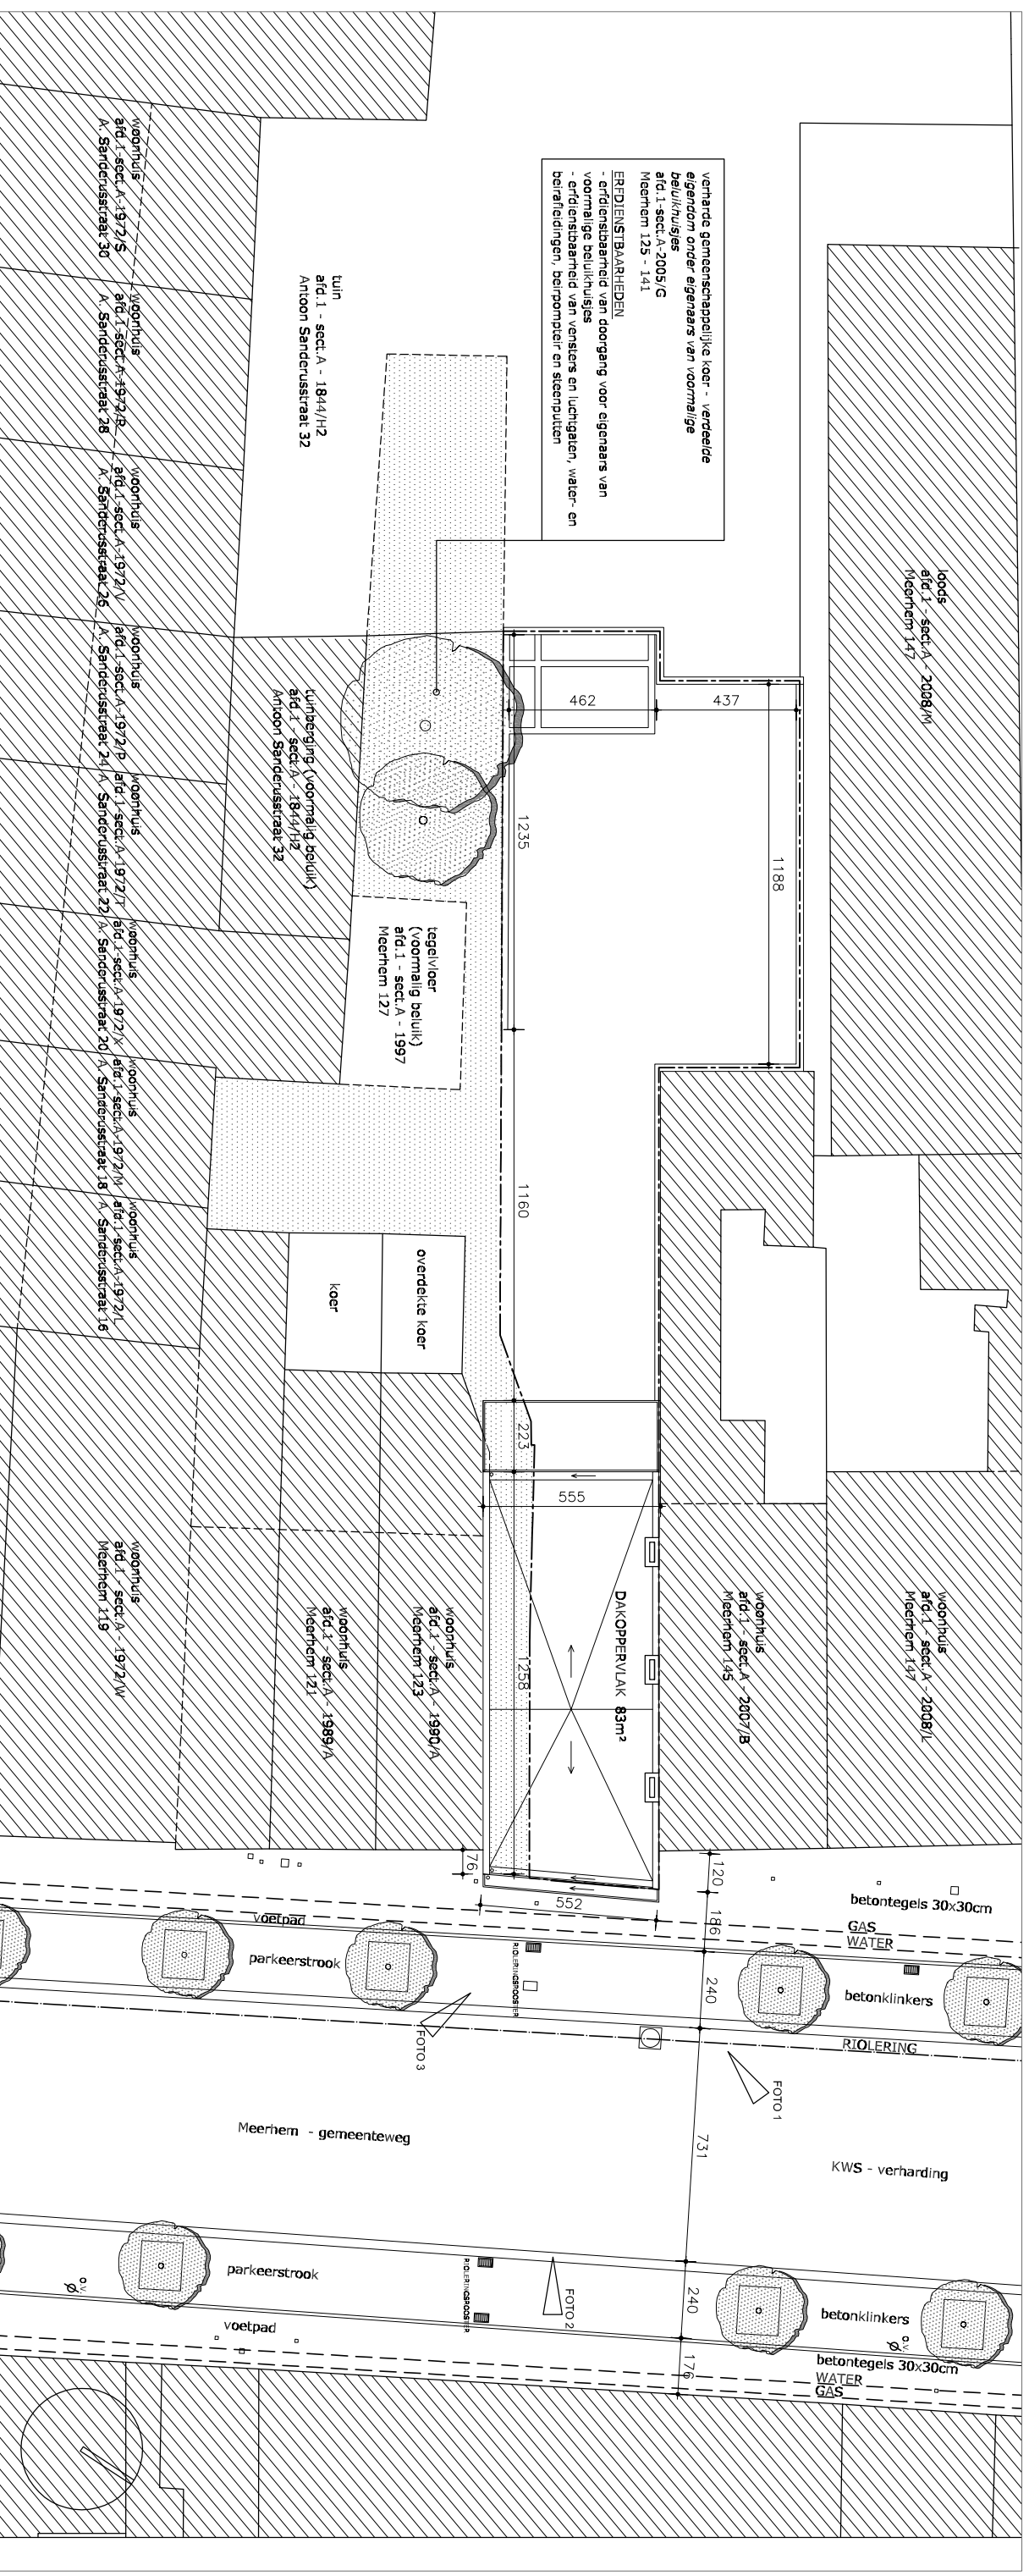 woonhuis
afd.1-sect.A-1972/S
A. Sanderusstraat 30
woonhuis
afd.1-sect.A-1972/R
A. Sanderusstraat 28
woonhuis
afd.1-sect.A-1972/V
A. Sanderusstraat 26
woonhuis
afd.1-sect.A-1972/P
A. Sanderusstraat 24
woonhuis
afd.1-sect.A-1972/T
A. Sanderusstraat 22
woonhuis
afd.1-sect.A-1972/X
A. Sanderusstraat 20
woonhuis
afd.1-sect.A-1972/M
A. Sanderusstraat 18
woonhuis
afd.1-sect.A-1972/L
A. Sanderusstraat 16
woonhuis
afd.1 - sect.A - 1972/W
Meerhem 119
tuin
afd.1 - sect.A - 1844/H2
Antoon Sanderusstraat 32
tuinberging (voormalig beluik)
afd.1 - sect.A - 1844/H2
Antoon Sanderusstraat 32
verharde gemeenschappelijke koer - verdeelde
eigendom onder eigenaars van voormalige
beluikhuisjes
afd.1-sect.A-2005/G
Meerhem 125 - 141
ERFDIENSTBAARHEDEN
- erfdienstbaarheid van doorgang voor eigenaars van
voormalige beluikhuisjes
- erfdienstbaarheid van vensters en luchtgaten, water- en
beirafleidingen, beirpompteir en steenputten
loods
afd.1 - sect.A - 2008/M
Meerhem 147
462
437
1235
1188
tegelvloer
(voormalig beluik)
afd.1 - sect.A - 1997
Meerhem 127
1160
koer
overdekte koer
223
555
1258
DAKOPPERVLAK 83m²
woonhuis
afd.1 - sect.A - 1989/A
Meerhem 121
woonhuis
afd.1 - sect.A - 1990/A
Meerhem 123
woonhuis
afd.1 - sect.A - 2007/B
Meerhem 145
woonhuis
afd.1 - sect.A - 2008/L
Meerhem 147
76
552
120
186
240
731
240
176
betontegels 30x30cm
GAS
WATER
voetpad
parkeerstrook
RIOLERINGSROOSTER
betonklinkers
RIOLERING
FOTO 3
FOTO 1
Meerhem - gemeenteweg
KWS - verharding
parkeerstrook
RIOLERINGSROOSTER
FOTO 2
betonklinkers
o.v.
o.v.
voetpad
betontegels 30x30cm
WATER
GAS